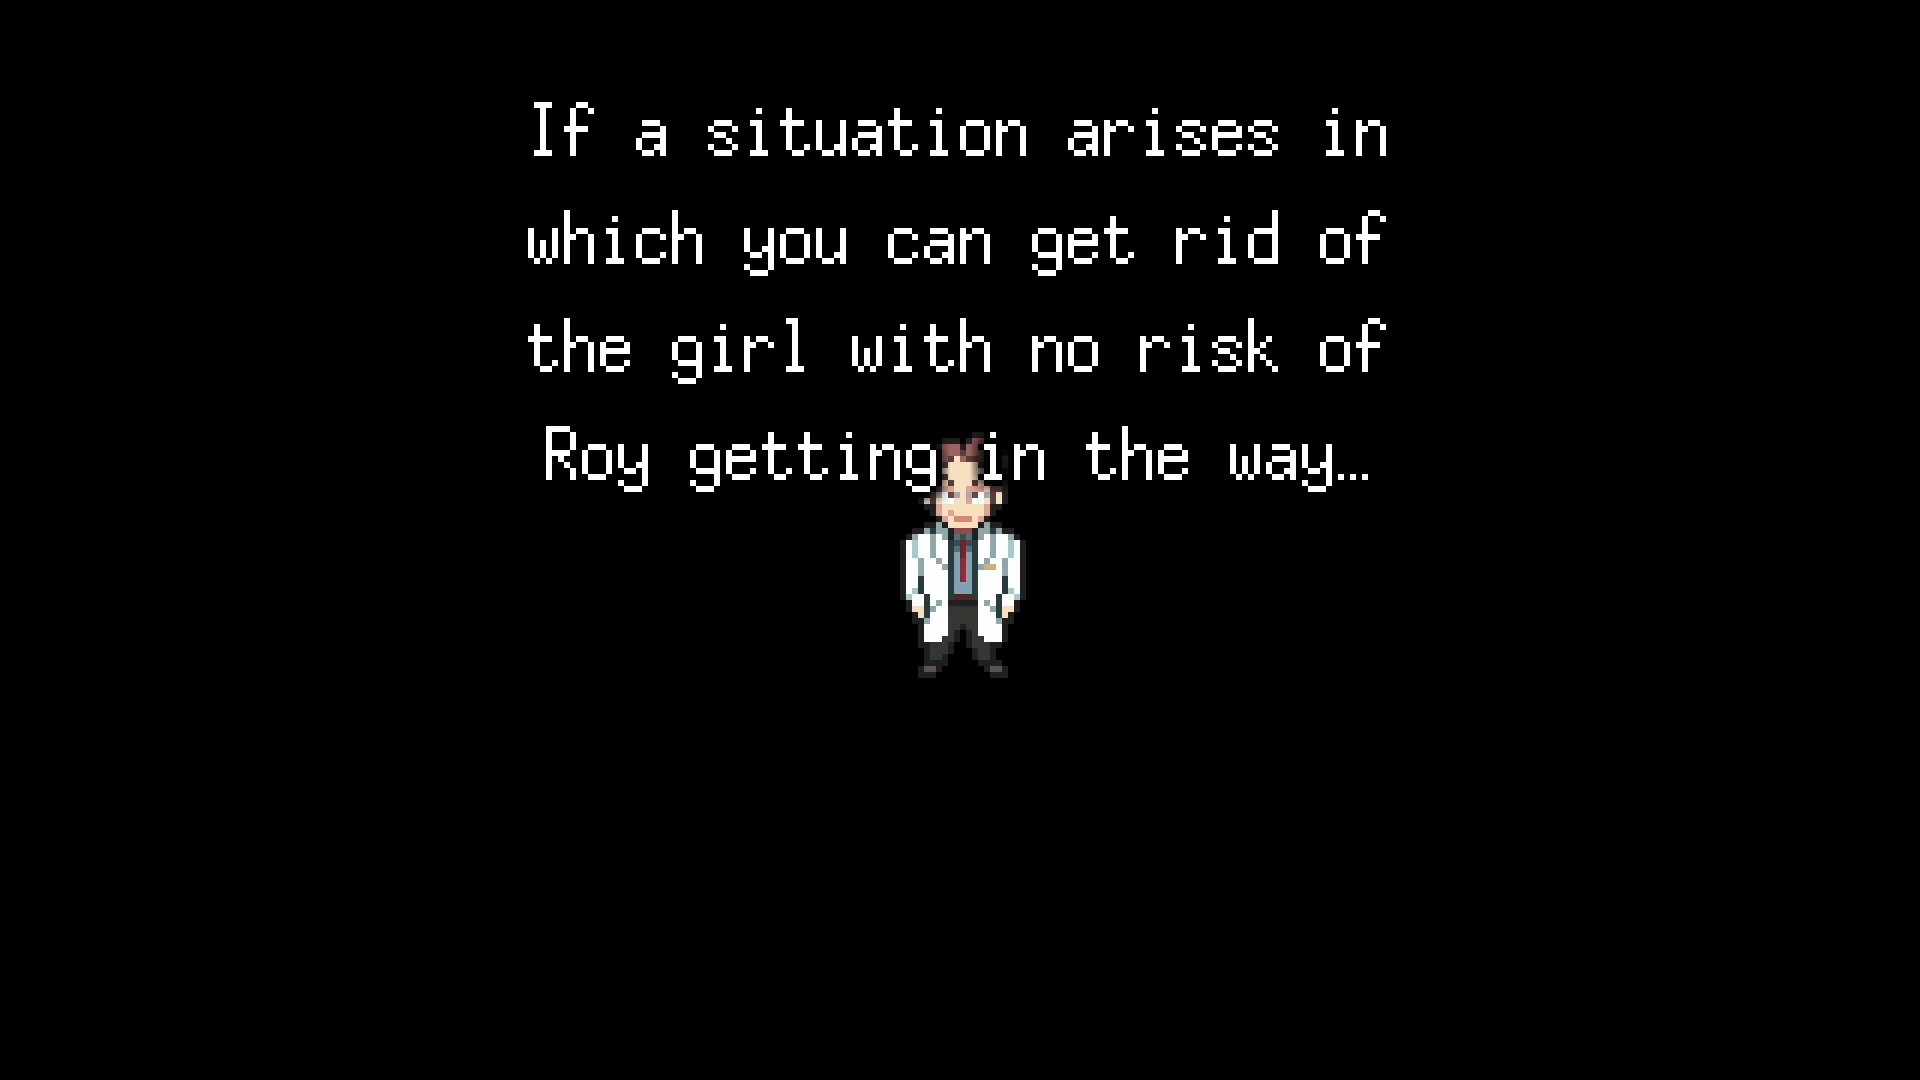 If a situation arises in
which you can get rid of
the girl with no risk of
Roy getting in the way…